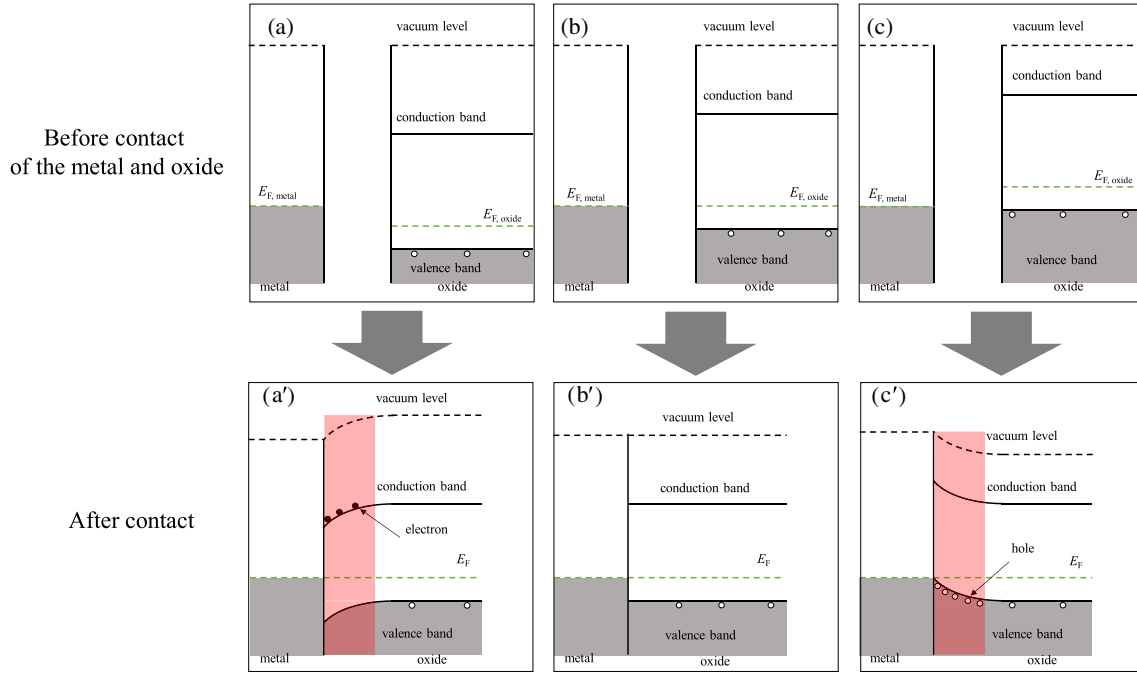 (a)
vacuum level
conduction band
E_F, metal
E_F, oxide
valence band
metal
oxide
(b)
vacuum level
conduction band
E_F, metal
E_F, oxide
valence band
metal
oxide
(c)
vacuum level
conduction band
E_F, metal
E_F, oxide
valence band
metal
oxide
Before contact
of the metal and oxide
After contact
(a′)
vacuum level
conduction band
electron
E_F
valence band
metal
oxide
(b′)
vacuum level
conduction band
E_F
valence band
metal
oxide
(c′)
vacuum level
conduction band
hole
E_F
valence band
metal
oxide